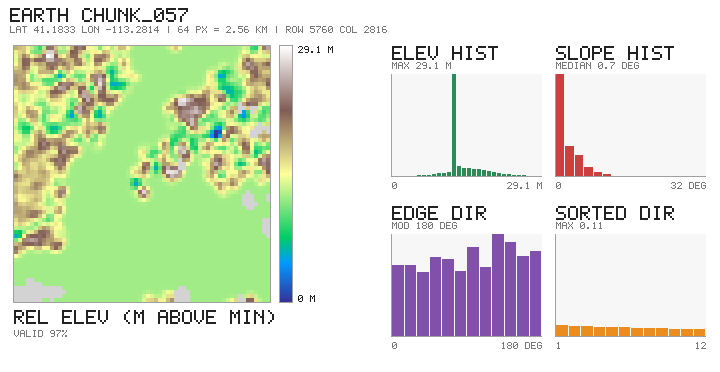 EARTH CHUNK_057
LAT 41.1833 LON -113.2814 | 64 PX = 2.56 KM | ROW 5760 COL 2816
29.1 M
0 M
REL ELEV (M ABOVE MIN)
VALID 97%
ELEV HIST
MAX 29.1 M
0 29.1 M
SLOPE HIST
MEDIAN 0.7 DEG
0 32 DEG
EDGE DIR
MOD 180 DEG
0 180 DEG
SORTED DIR
MAX 0.11
1 12